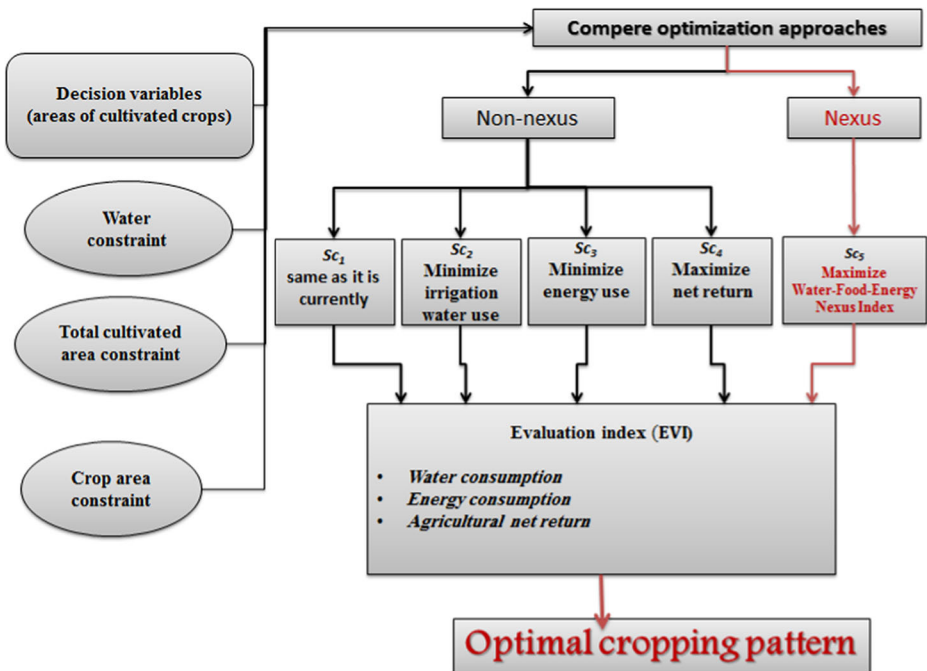 Compere optimization approaches
Decision variables
(areas of cultivated crops)
Non-nexus
Nexus
Water
constraint
Sc1
same as it is
currently
Sc2
Minimize
irrigation
water use
Sc3
Minimize
energy use
Sc4
Maximize
net return
Sc5
Maximize
Water-Food-Energy
Nexus Index
Total cultivated
area constraint
Evaluation index (EVI)
• Water consumption
• Energy consumption
• Agricultural net return
Crop area
constraint
Optimal cropping pattern